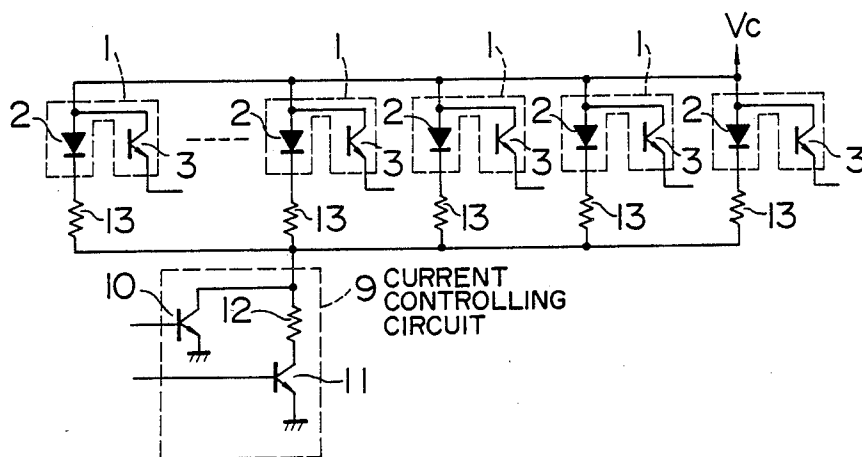 Vc
1 1 1 1
2 2 2 2 2
3 3 3 3 3
13 13 13 13 13
10 12 9 CURRENT
CONTROLLING
CIRCUIT
11